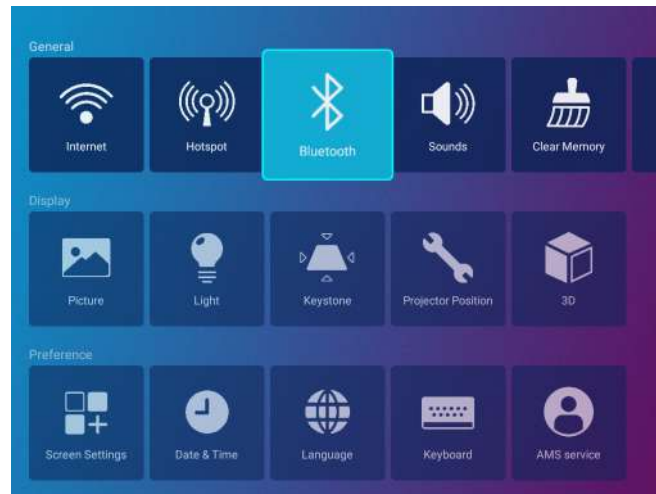 General
Internet
Hotspot
Bluetooth
Sounds
Clear Memory
Display
Picture
Light
Keystone
Projector Position
3D
Preference
Screen Settings
Date & Time
Language
Keyboard
AMS service